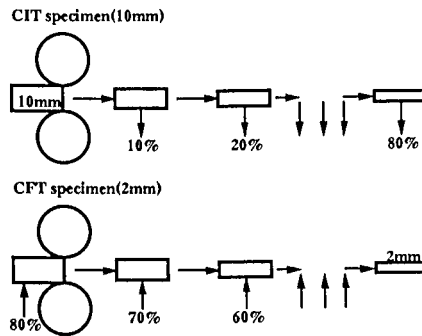 CIT specimen(10mm)
10mm
10% 20% 80%
CFT specimen(2mm)
2mm
80% 70% 60%